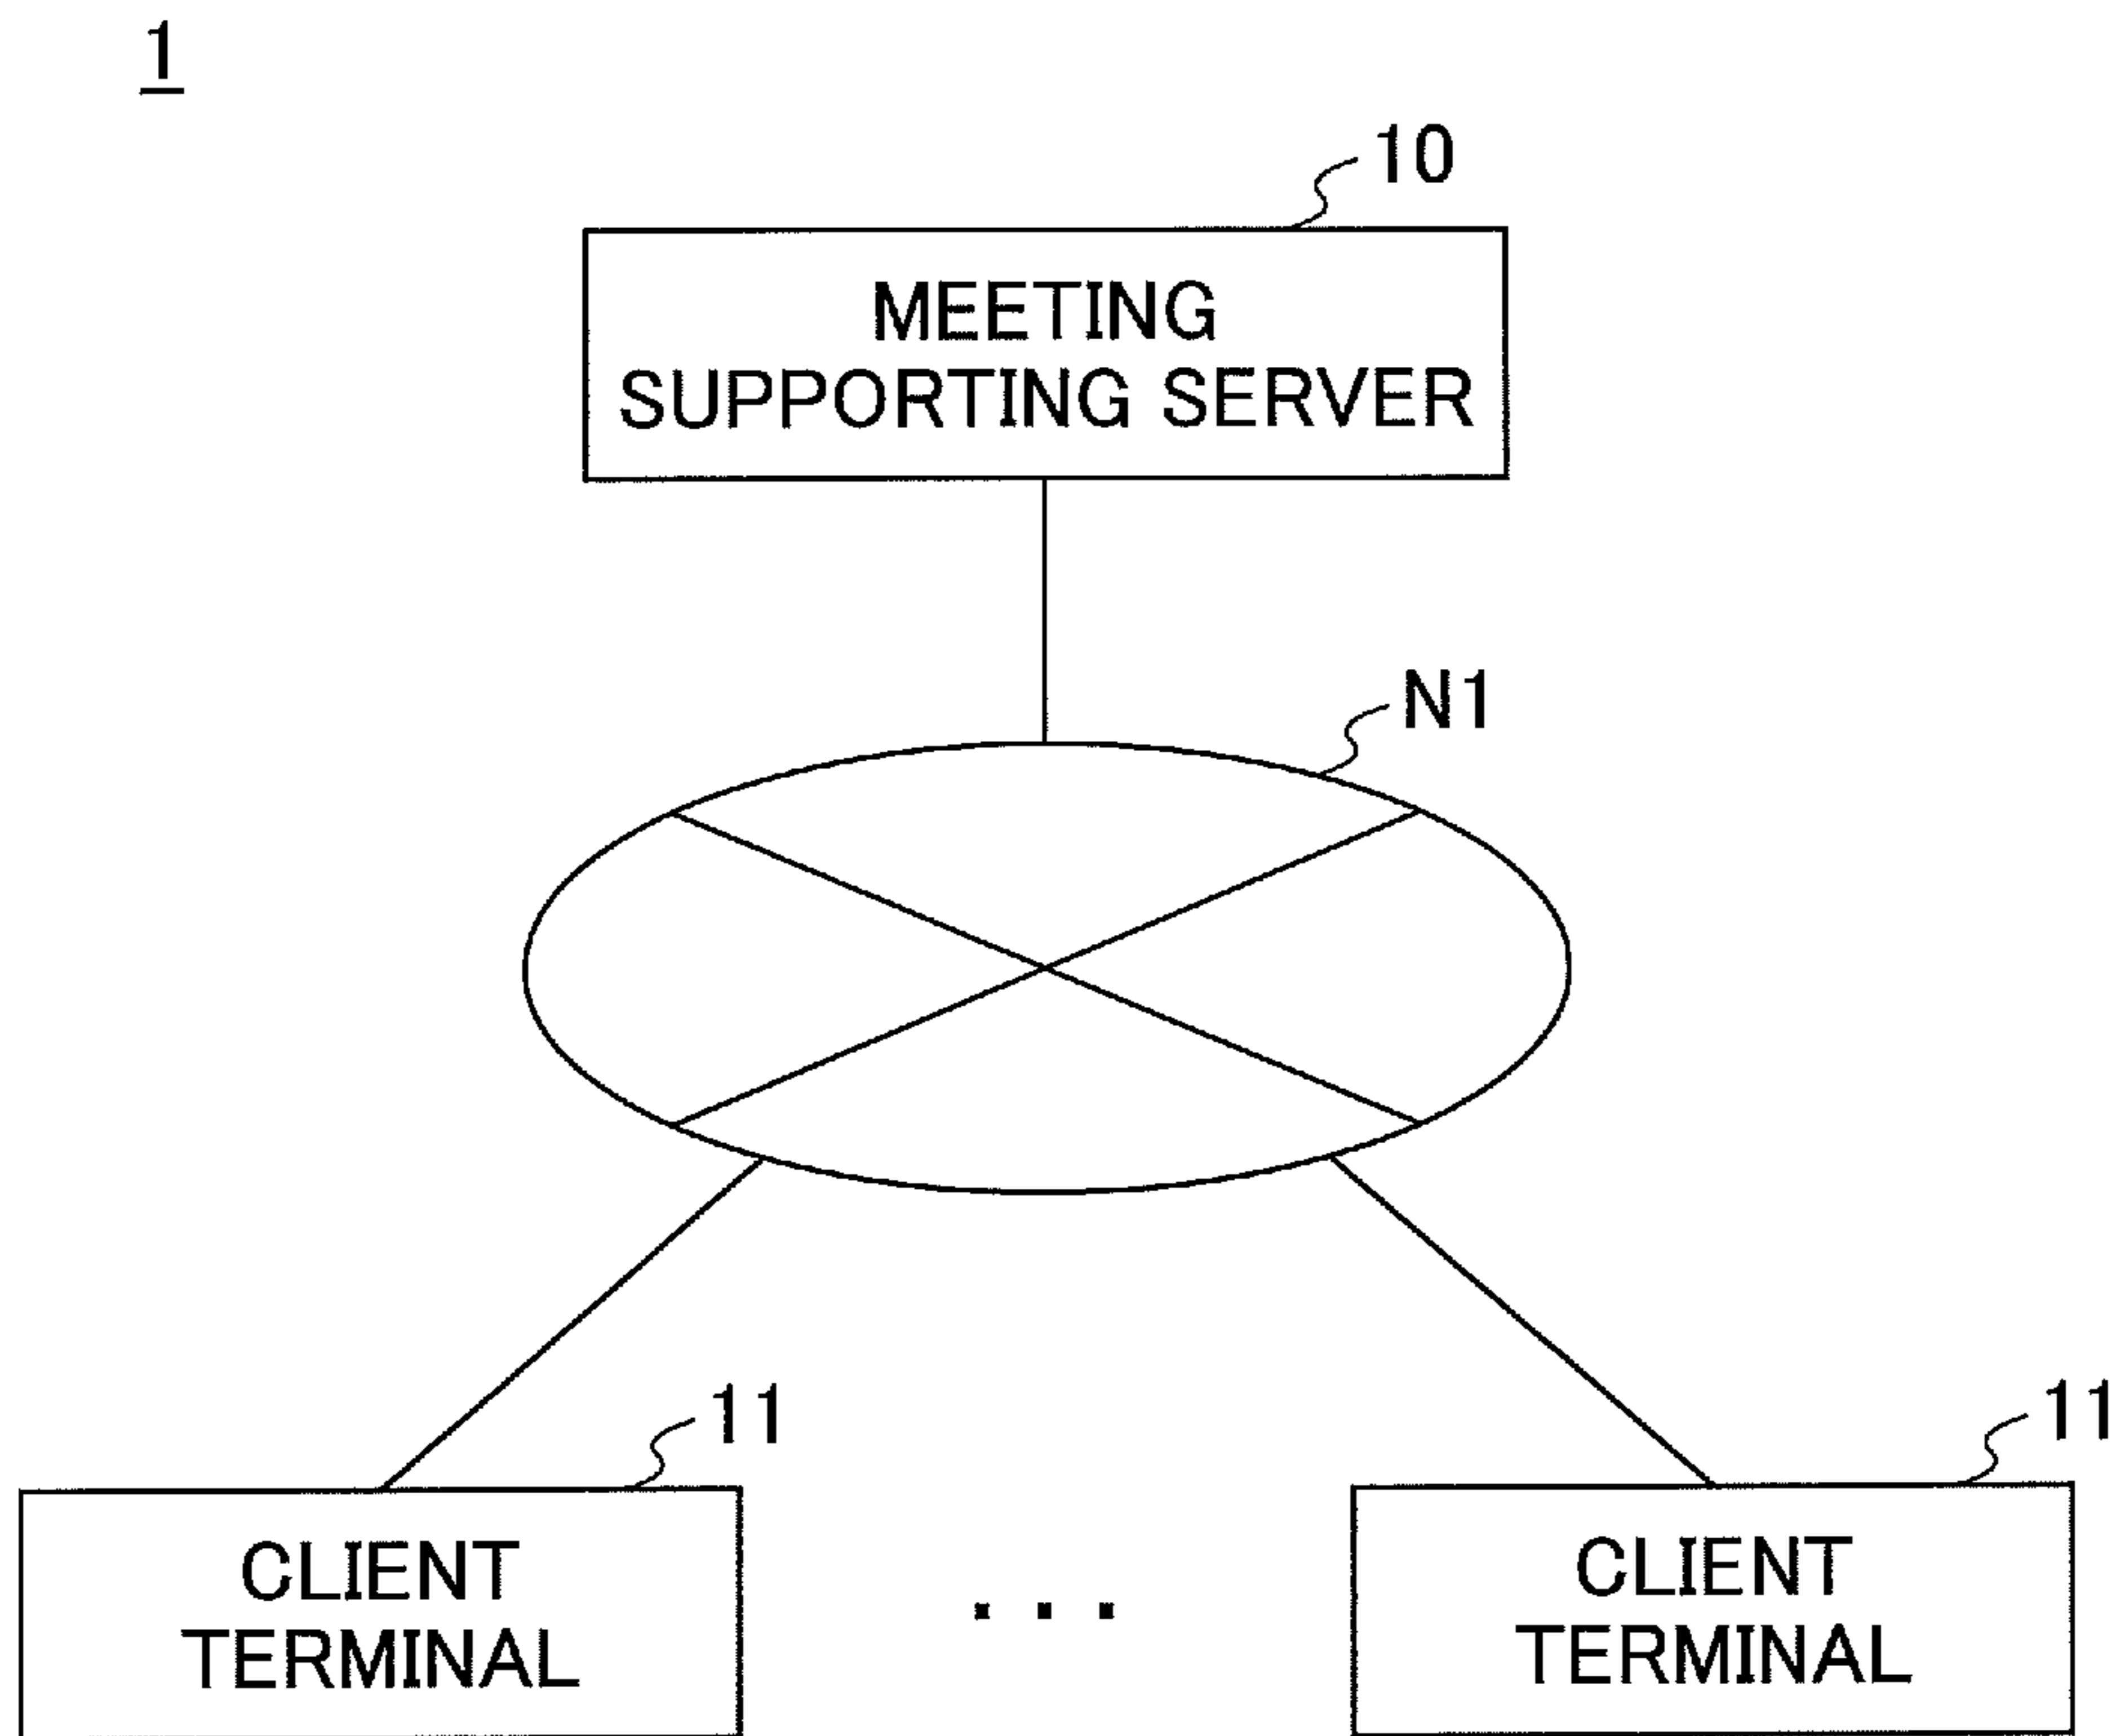 1
10
MEETING
SUPPORTING SERVER
N1
11
11
CLIENT
TERMINAL
...
CLIENT
TERMINAL